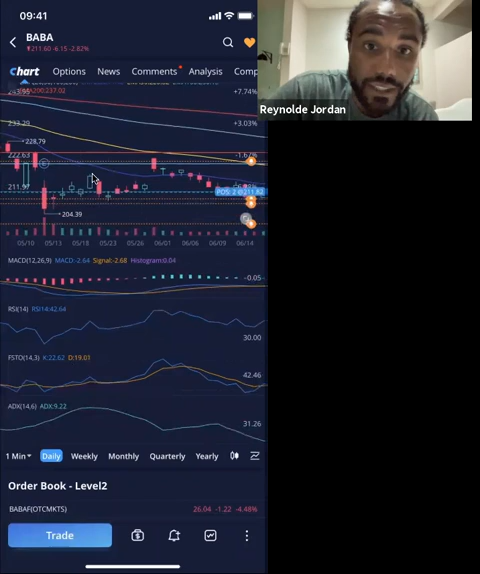 09:41
BABA
211.60 -6.15 -2.82%
Reynolde Jordan
Chart Options News Comments Analysis Comp
+7.74%
233.29 +3.03%
228.79
222.63
211.97
POS: 2 @211.82
204.39
05/10 05/13 05/18 05/23 05/26 06/01 06/06 06/09 06/14
MACD(12,26,9) MACD:-2.64 Signal:-2.68 Histogram:0.04
-0.05
RSI(14) RSI14:42.64
30.00
FSTO(14,3) K:22.62 D:19.01
42.46
ADX(14,6) ADX:9.22
31.26
1 Min Daily Weekly Monthly Quarterly Yearly
Order Book - Level2
BABAF(OTCMKTS) 26.04 -1.22 -4.48%
Trade